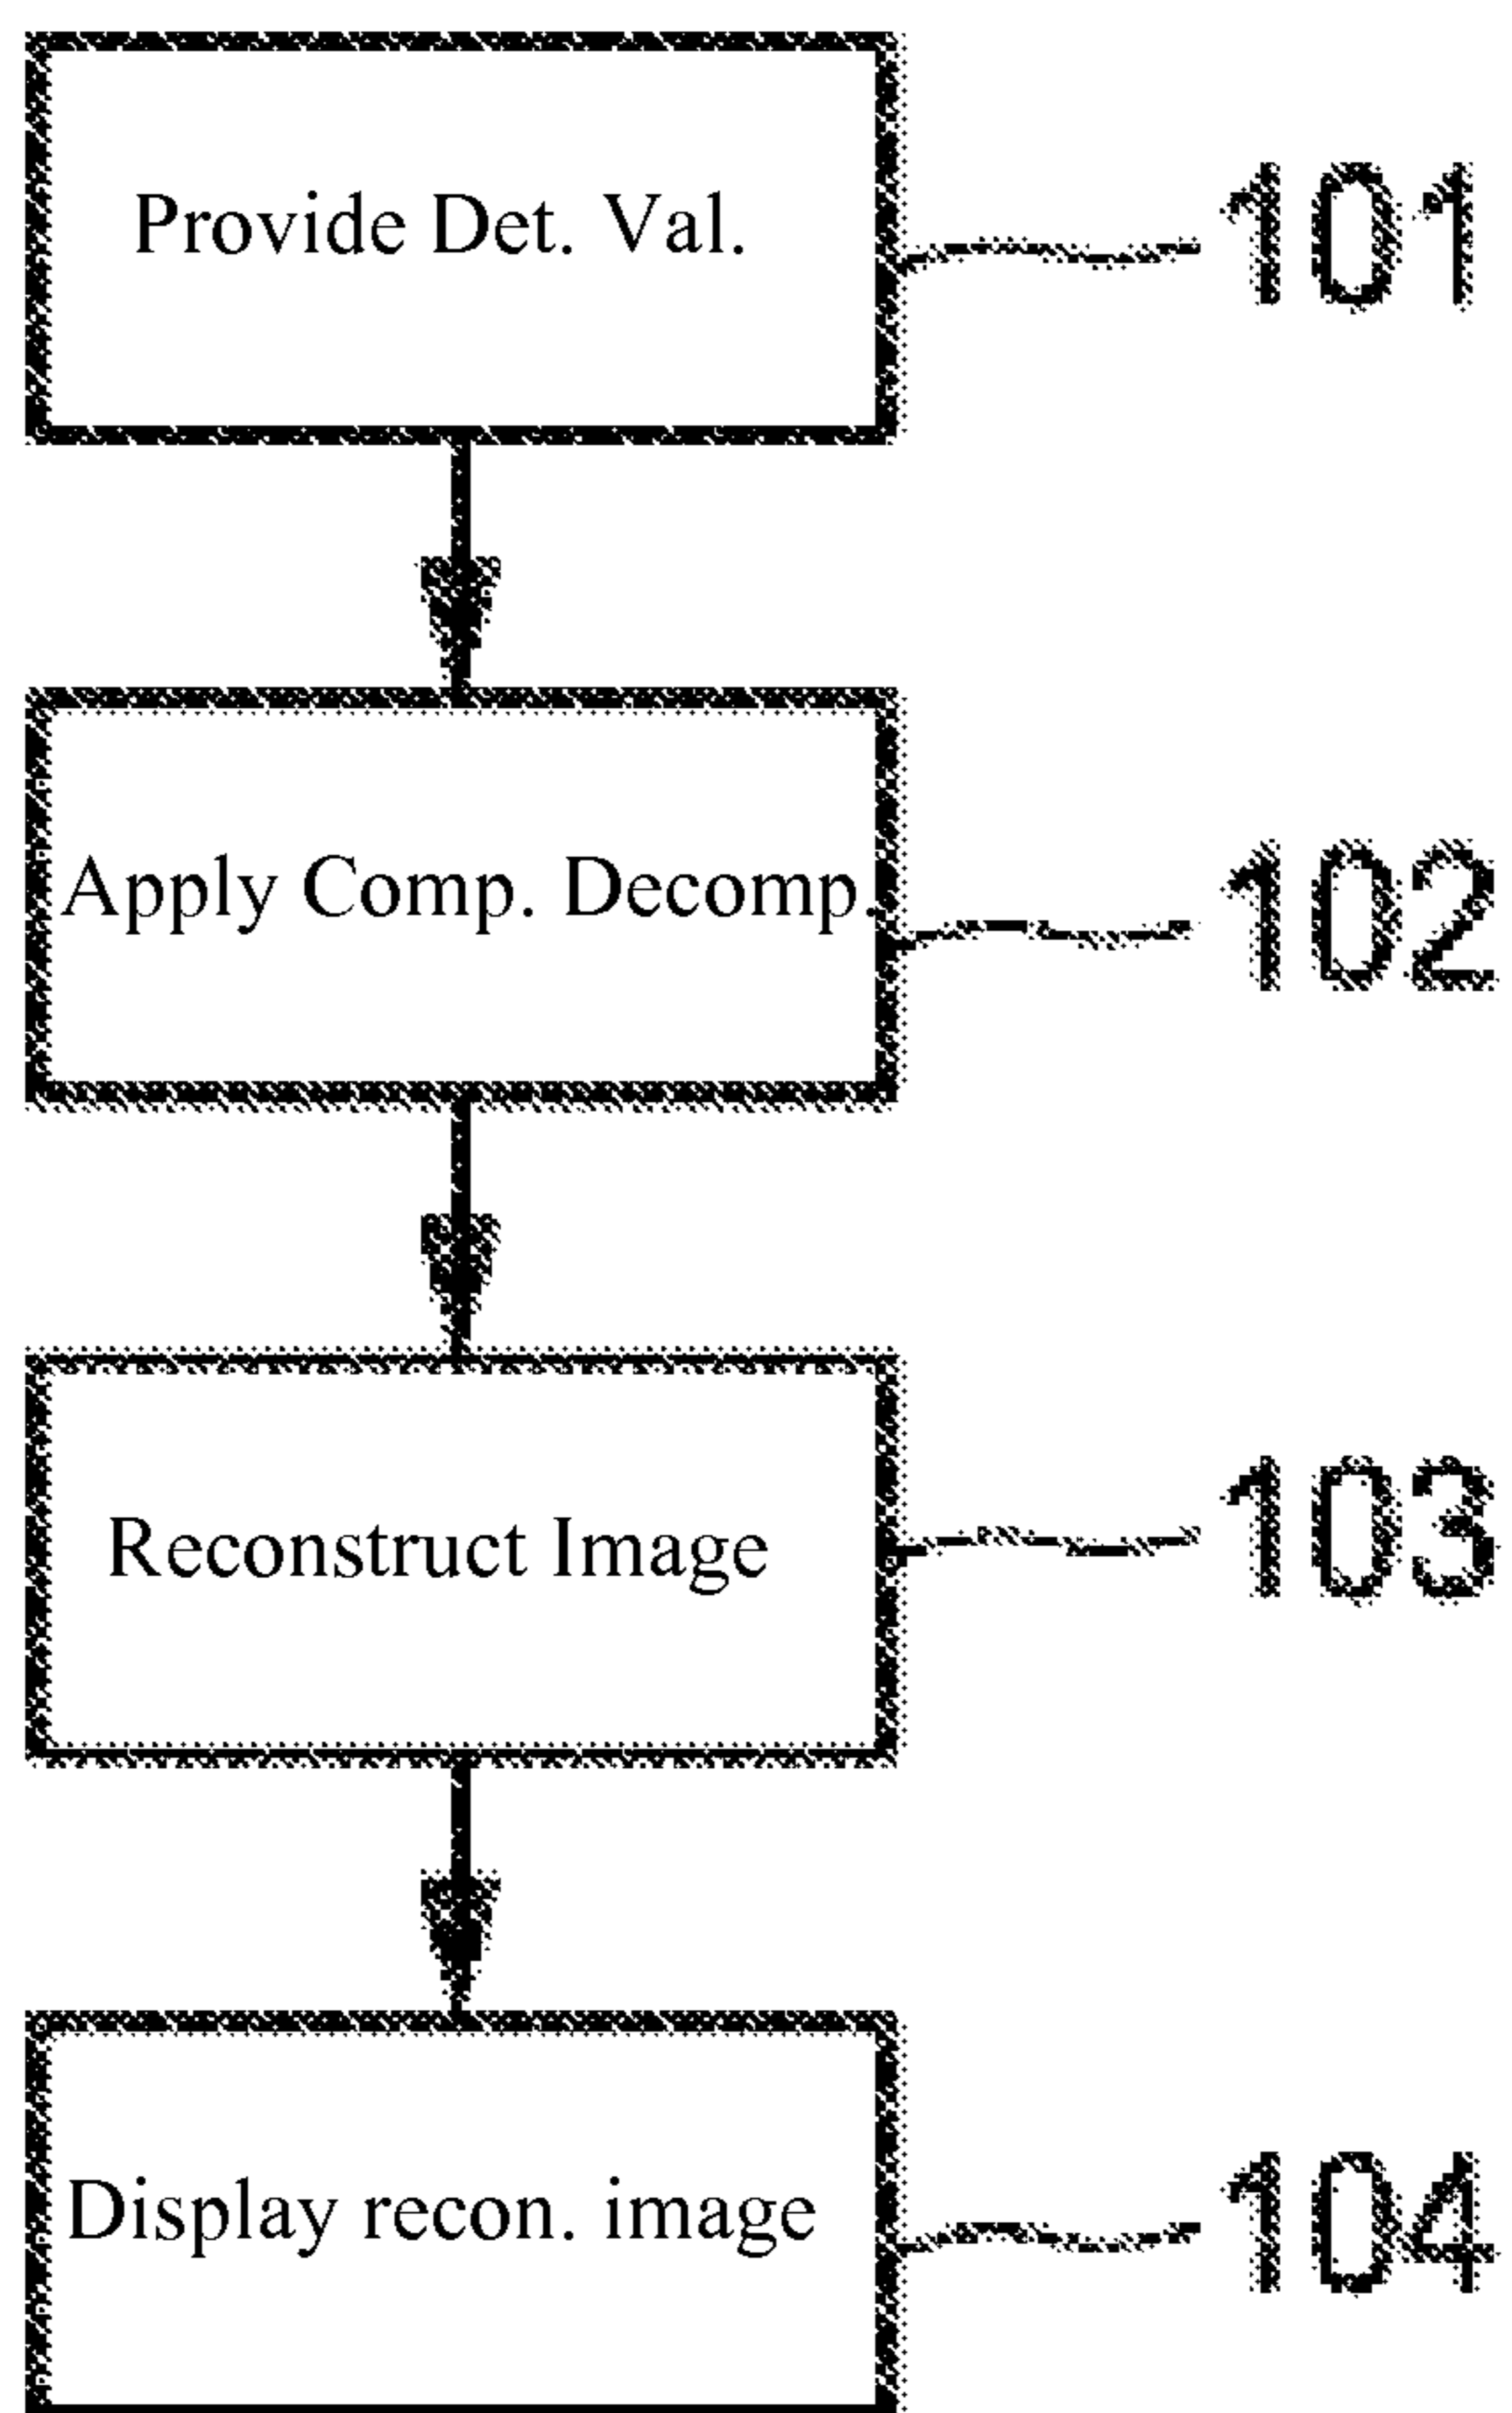 Provide Det. Val.
101
Apply Comp. Decomp.
102
Reconstruct Image
103
Display recon. image
104